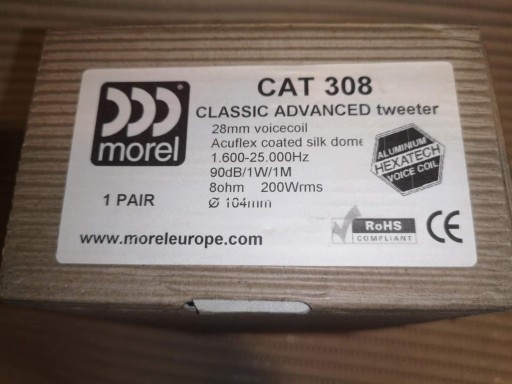 CAT 308
CLASSIC ADVANCED tweeter
morel
28mm voicecoil
Acuflex coated silk dome
1.600-25.000Hz
90dB/1W/1M
8ohm 200Wrms
Ø 104mm
1 PAIR
ALUMINIUM
HEXATECH
VOICE COIL
RoHS
COMPLIANT
CE
www.moreleurope.com